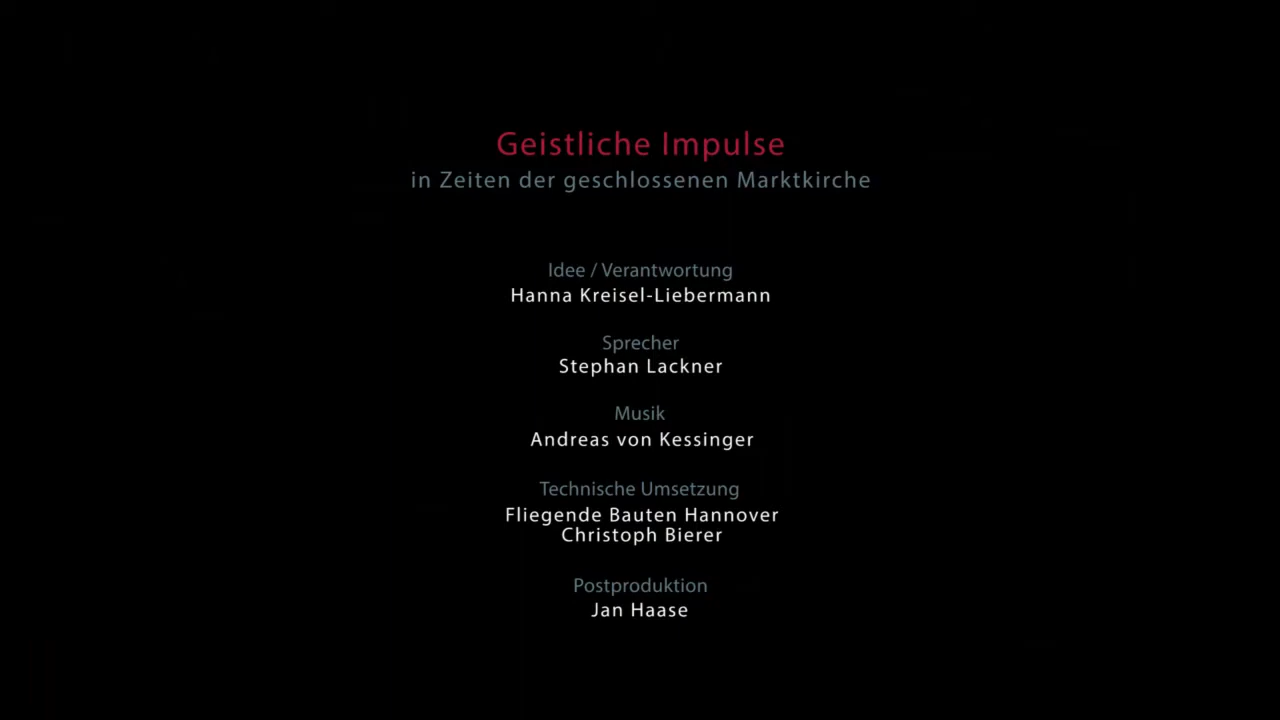 Geistliche Impulse
in Zeiten der geschlossenen Marktkirche
Idee / Verantwortung
Hanna Kreisel-Liebermann
Sprecher
Stephan Lackner
Musik
Andreas von Kessinger
Technische Umsetzung
Fliegende Bauten Hannover
Christoph Bierer
Postproduktion
Jan Haase